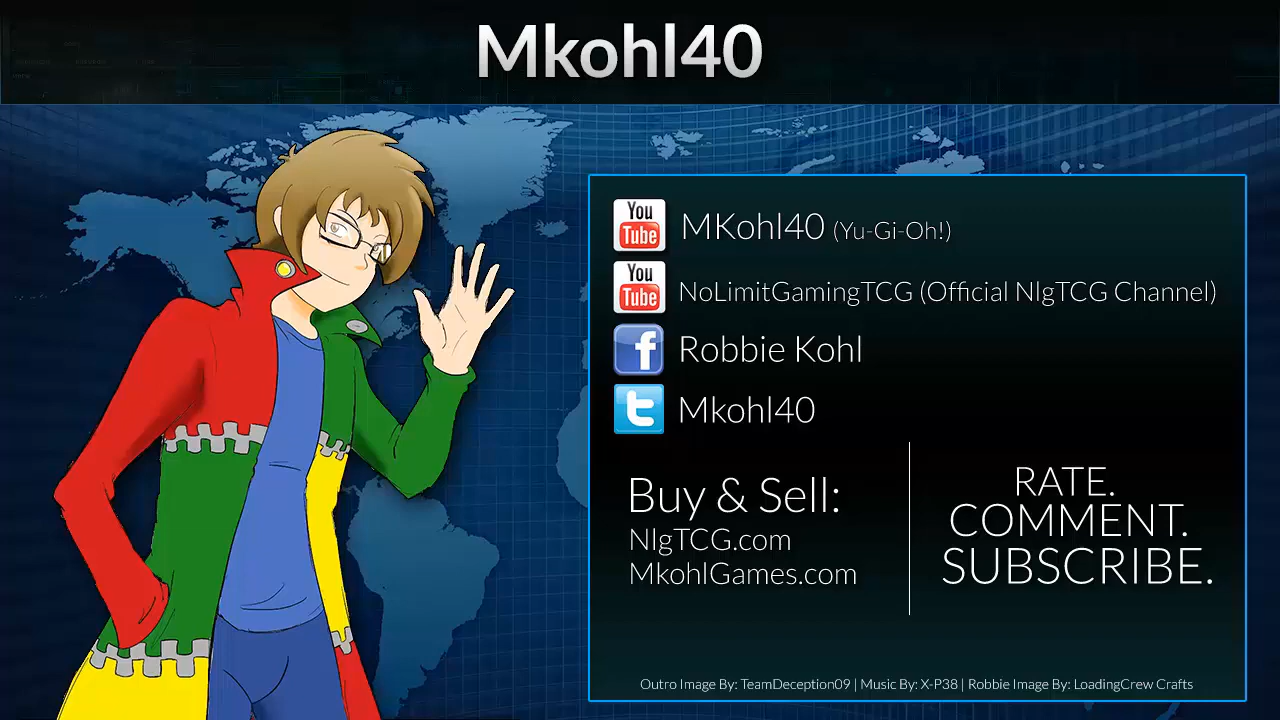 Mkohl40
You Tube MKohl40 (Yu-Gi-Oh!)
You Tube NoLimitGamingTCG (Official NlgTCG Channel)
f Robbie Kohl
t Mkohl40
Buy & Sell:
NlgTCG.com
MkohlGames.com
RATE.
COMMENT.
SUBSCRIBE.
Outro Image By: TeamDeception09 | Music By: X-P38 | Robbie Image By: LoadingCrew Crafts